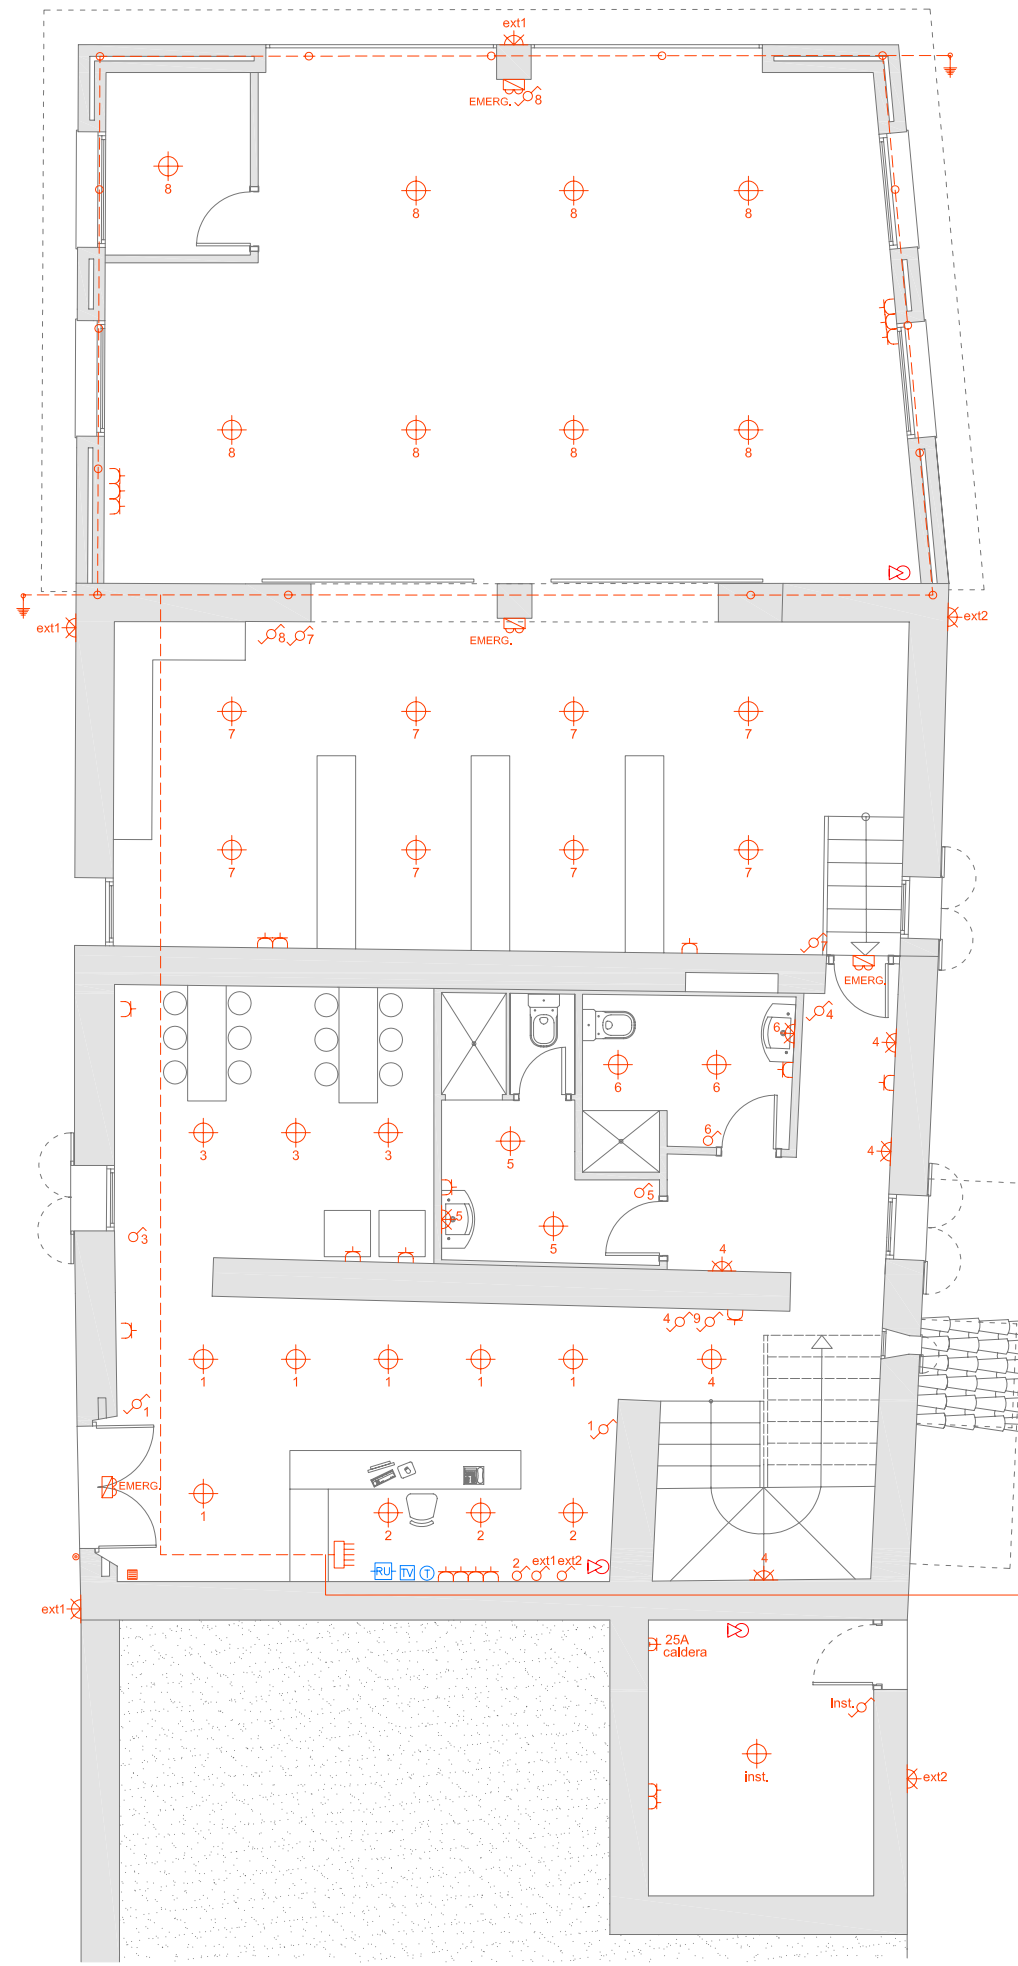 ext1
EMERG. 8
8
8 8 8
8 8 8 8
ext1
8 7
EMERG.
ext2
7 7 7 7
7 7 7 7
7
EMERG.
4
6
4
6 6
3 3 3
6
4
5
5
5
3
5
4
4 9
1 1 1 1 1 4
1
1
EMERG.
1
2 2 2
RU TV T
2 ext1 ext2
4
ext1
25A
caldera
Inst.
inst.
ext2